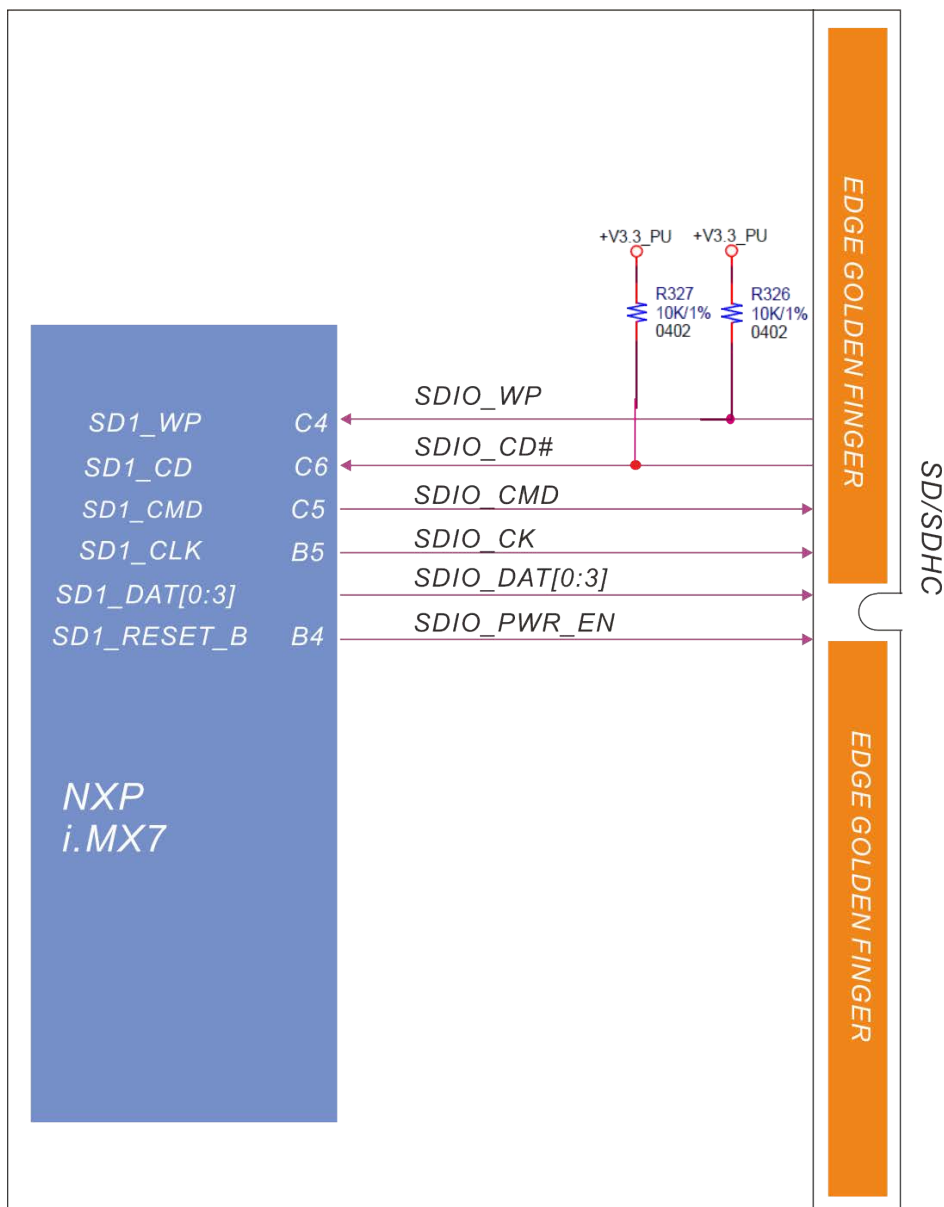 +V3.3_PU
+V3.3_PU
R327
10K/1%
0402
R326
10K/1%
0402
SD1_WP C4
SDIO_WP
SD1_CD C6
SDIO_CD#
SD1_CMD C5
SDIO_CMD
SD1_CLK B5
SDIO_CK
SD1_DAT[0:3]
SDIO_DAT[0:3]
SD1_RESET_B B4
SDIO_PWR_EN
NXP
i.MX7
EDGE GOLDEN FINGER
EDGE GOLDEN FINGER
SD/SDHC